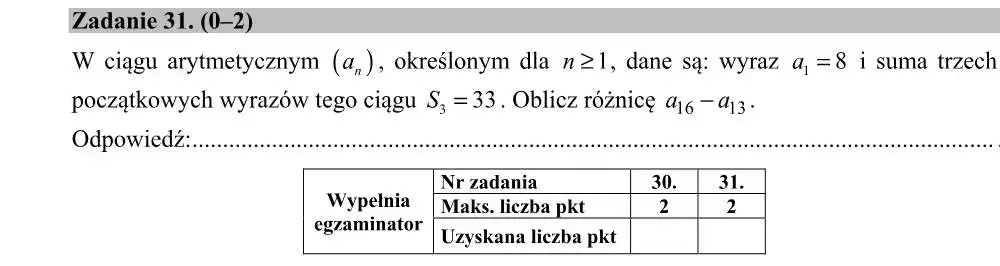 Zadanie 31. (0–2)
W ciągu arytmetycznym (aₙ), określonym dla n ≥ 1, dane są: wyraz a₁ = 8 i suma trzech
początkowych wyrazów tego ciągu S₃ = 33. Oblicz różnicę a₁₆ − a₁₃.
Odpowiedź:......................................................................................................................
Wypełnia egzaminator
Nr zadania 30. 31.
Maks. liczba pkt 2 2
Uzyskana liczba pkt